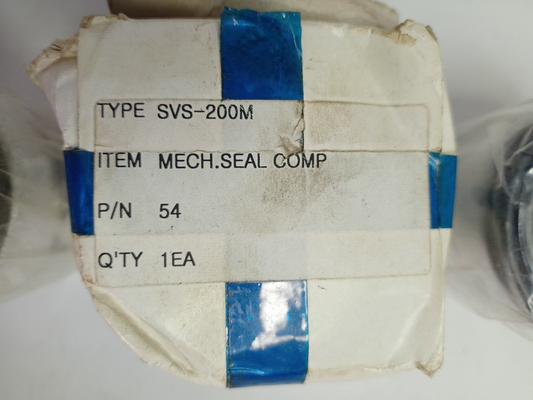 TYPE SVS-200M
ITEM MECH.SEAL COMP
P/N 54
Q'TY 1EA